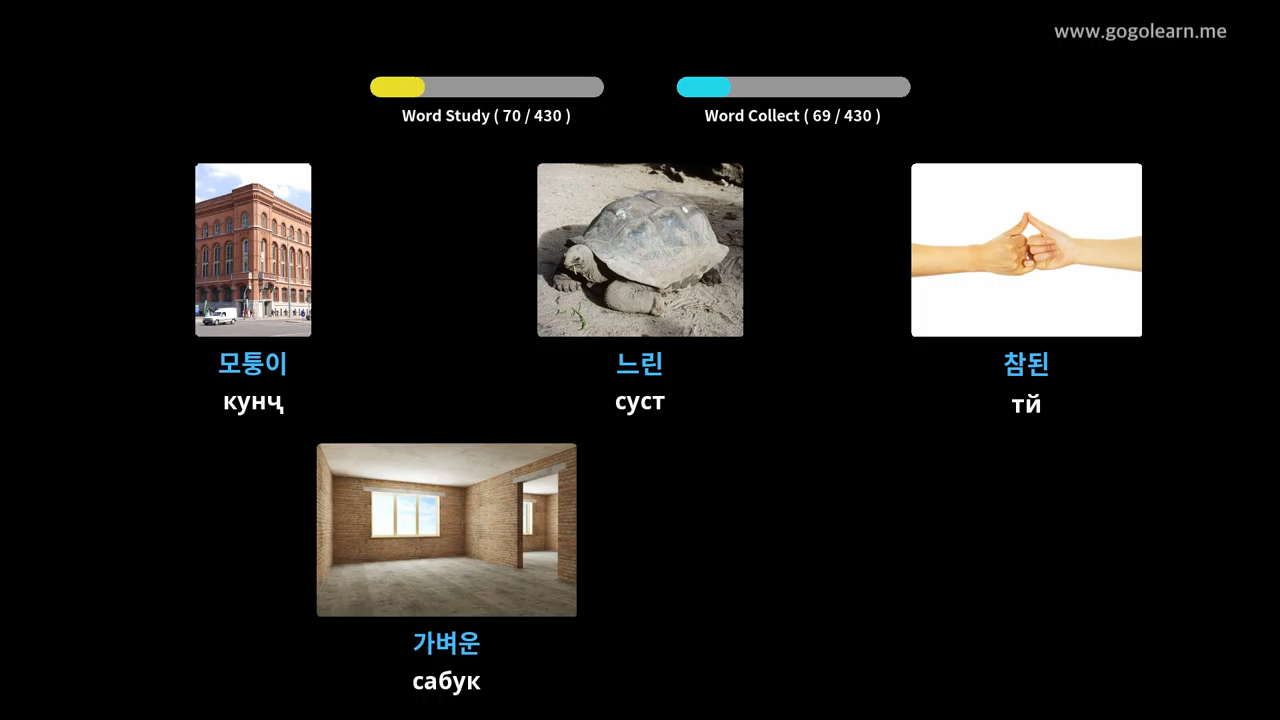 www.gogolearn.me
Word Study ( 70 / 430 )
Word Collect ( 69 / 430 )
모퉁이
кунҷ
느린
суст
참된
тӣ
가벼운
сабук